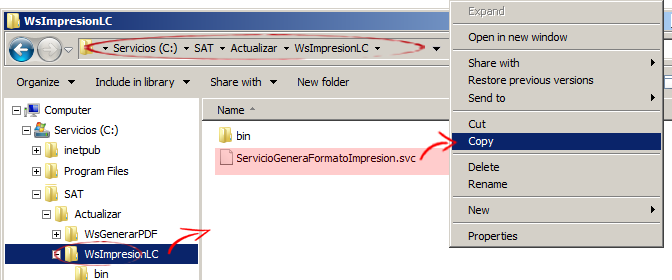 WsImpresionLC
Servicios (C:) SAT Actualizar WsImpresionLC
Organize Include in library Share with New folder
Computer
Servicios (C:)
inetpub
Program Files
SAT
Actualizar
WsGenerarPDF
WsImpresionLC
bin
Name
bin
ServicioGeneraFormatoImpresion.svc
Expand
Open in new window
Share with
Restore previous versions
Send to
Cut
Copy
Delete
Rename
New
Properties